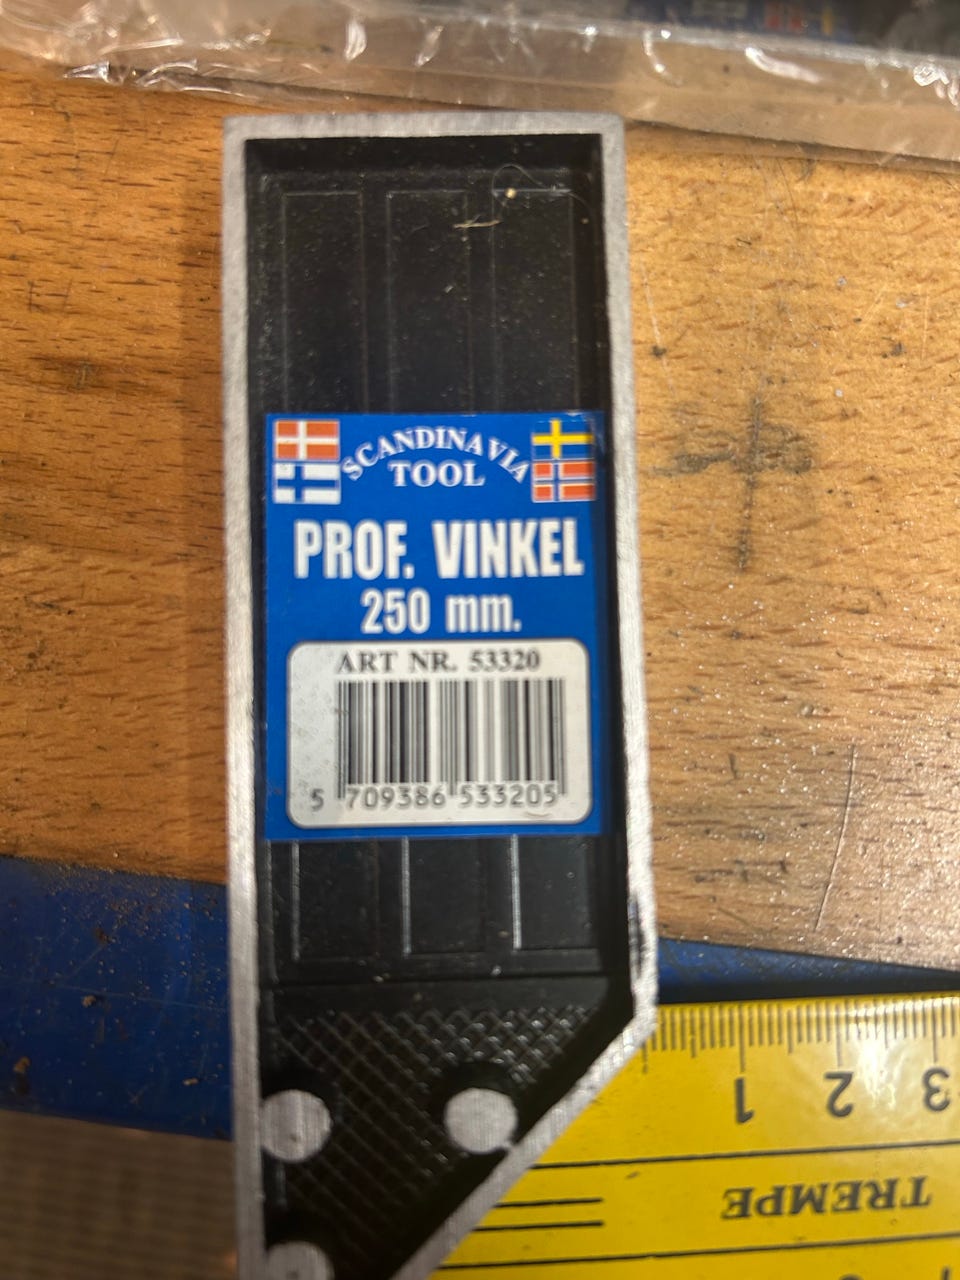 SCANDINAVIA
TOOL
PROF. VINKEL
250 mm.
ART NR. 53320
5 709386 533205
1 2 3
TREMPE